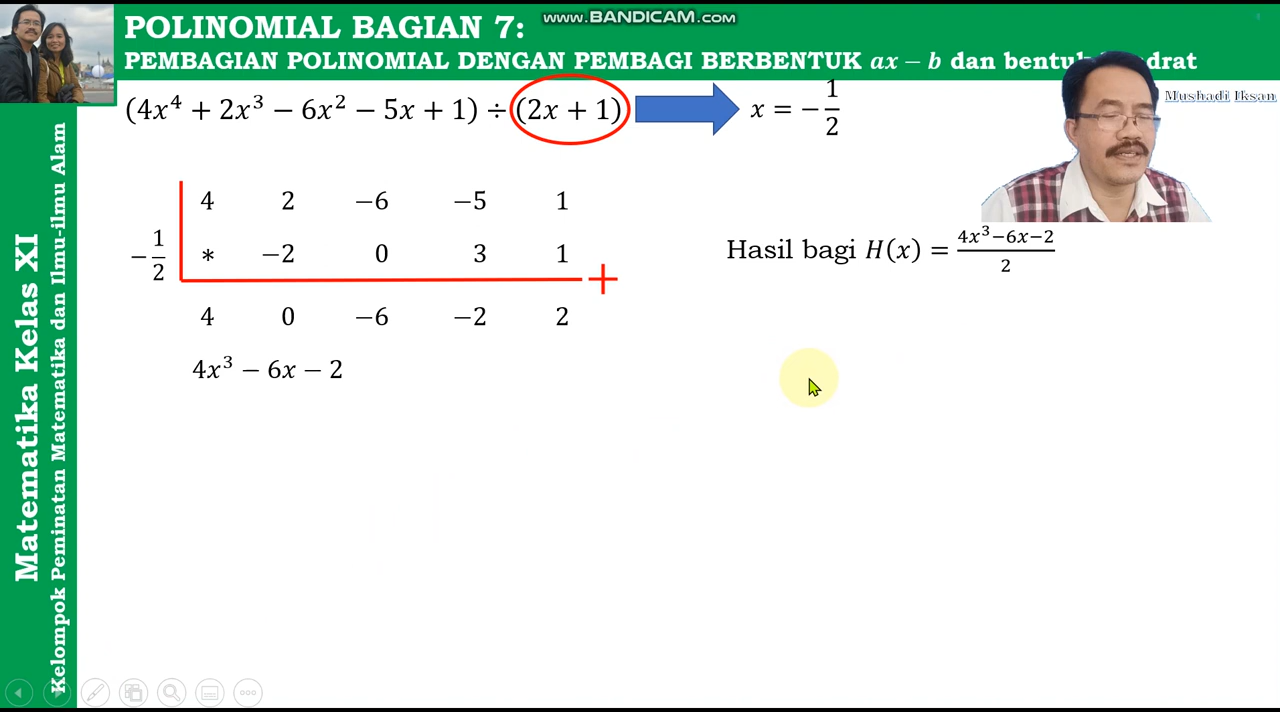 www.BANDICAM.com
POLINOMIAL BAGIAN 7:
PEMBAGIAN POLINOMIAL DENGAN PEMBAGI BERBENTUK ax − b dan
Mushadi Iksan
(4x⁴ + 2x³ − 6x² − 5x + 1) ÷ (2x + 1) x = −1/2
4 2 −6 −5 1
−1/2 * −2 0 3 1 +
4 0 −6 −2 2
4x³ − 6x − 2
Hasil bagi H(x) = (4x³−6x−2)/2
Matematika Kelas XI
Kelompok Peminatan Matematika dan Ilmu-ilmu Alam